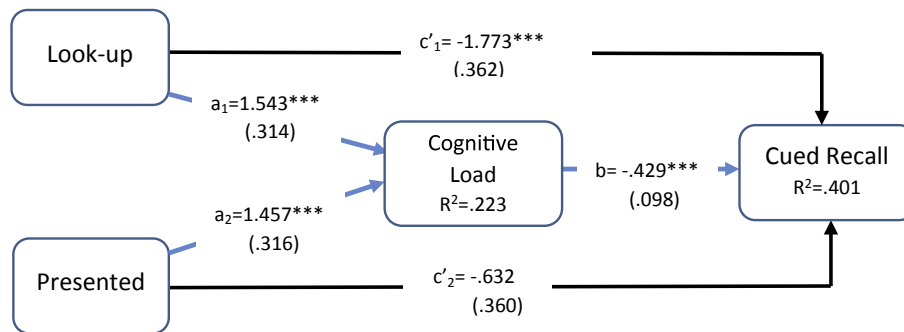 Look-up
c'₁= -1.773***
(.362)
a₁=1.543***
(.314)
Cognitive
Load
R²=.223
b= -.429***
(.098)
Cued Recall
R²=.401
a₂=1.457***
(.316)
Presented
c'₂= -.632
(.360)